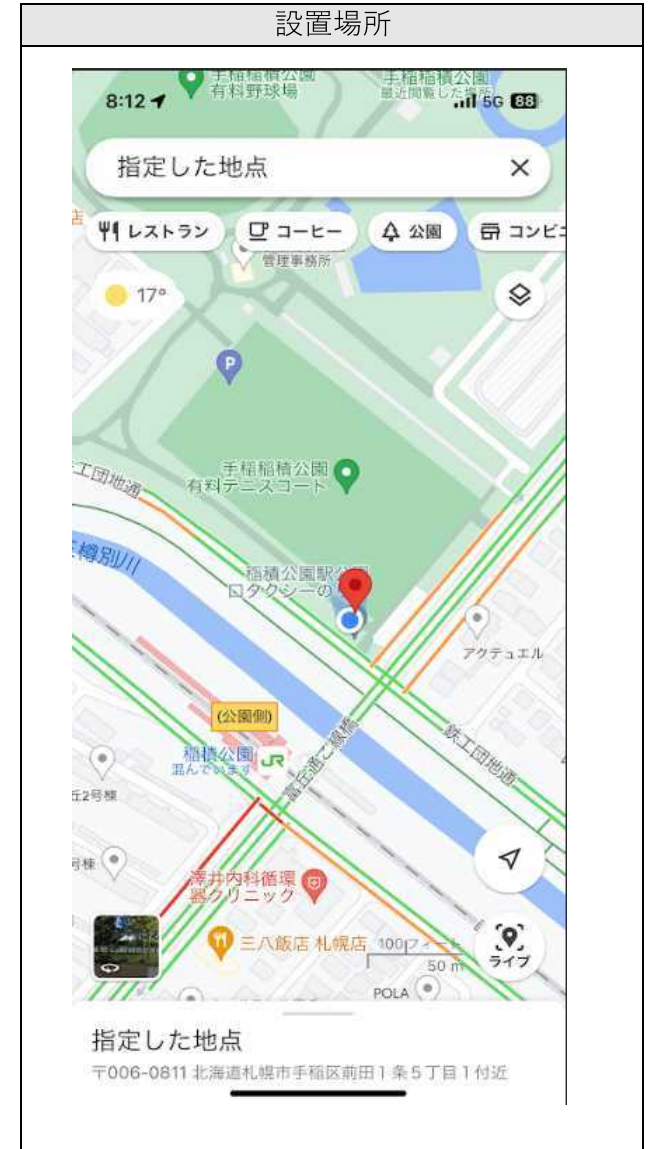 設置場所
手稲稲積公園
有料野球場
手稲稲積公園
最近閲覧した場所
8:12
5G 88
指定した地点
レストラン
コーヒー
公園
コンビニ
店
管理事務所
17°
P
手稲稲積公園
有料テニスコート
工団地通
樽別川
稲積公園駅公園
口タクシーの
アクテュエル
(公園側)
稲積公園
混んでいます
JR
富丘通こ線橋
鉄工団地通
丘2号棟
号棟
澤井内科循環
器クリニック
三八飯店 札幌店
100フィート
50 m
ライブ
POLA
指定した地点
〒006-0811 北海道札幌市手稲区前田1条5丁目1付近